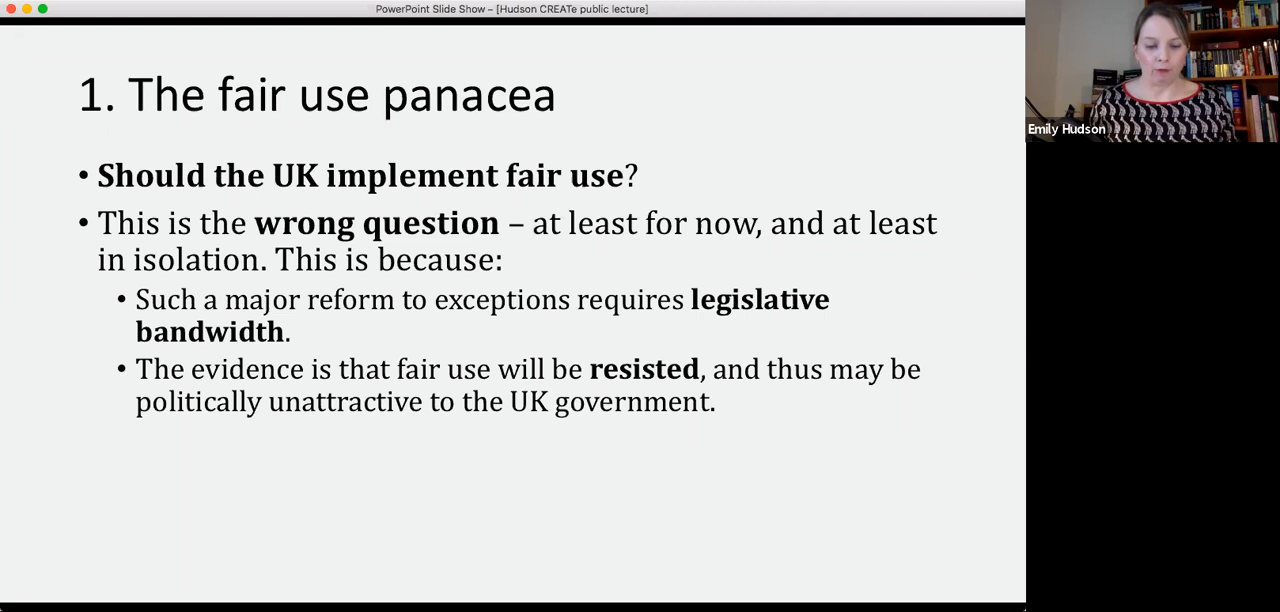 PowerPoint Slide Show – [Hudson CREATe public lecture]
1. The fair use panacea
• Should the UK implement fair use?
• This is the wrong question – at least for now, and at least
in isolation. This is because:
• Such a major reform to exceptions requires legislative
bandwidth.
• The evidence is that fair use will be resisted, and thus may be
politically unattractive to the UK government.
Emily Hudson